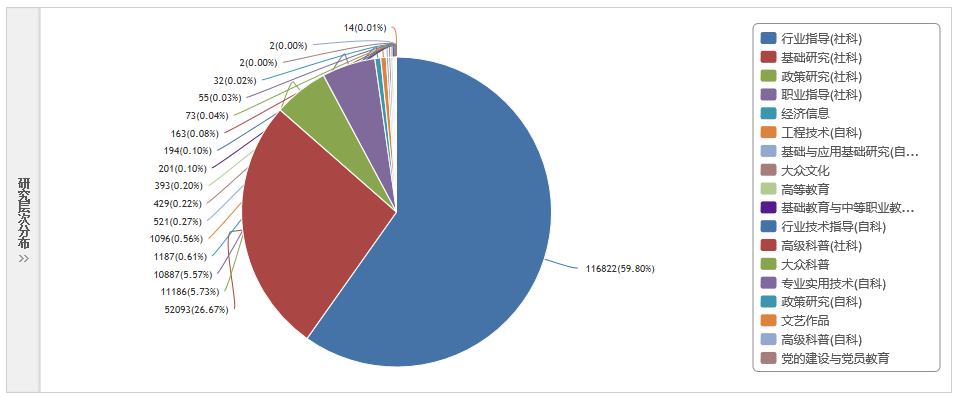 研究层次分布
>>
14(0.01%)
2(0.00%)
2(0.00%)
32(0.02%)
55(0.03%)
73(0.04%)
163(0.08%)
194(0.10%)
201(0.10%)
393(0.20%)
429(0.22%)
521(0.27%)
1096(0.56%)
1187(0.61%)
10887(5.57%)
11186(5.73%)
52093(26.67%)
116822(59.80%)
行业指导(社科)
基础研究(社科)
政策研究(社科)
职业指导(社科)
经济信息
工程技术(自科)
基础与应用基础研究(自...
大众文化
高等教育
基础教育与中等职业教...
行业技术指导(自科)
高级科普(社科)
大众科普
专业实用技术(自科)
政策研究(自科)
文艺作品
高级科普(自科)
党的建设与党员教育